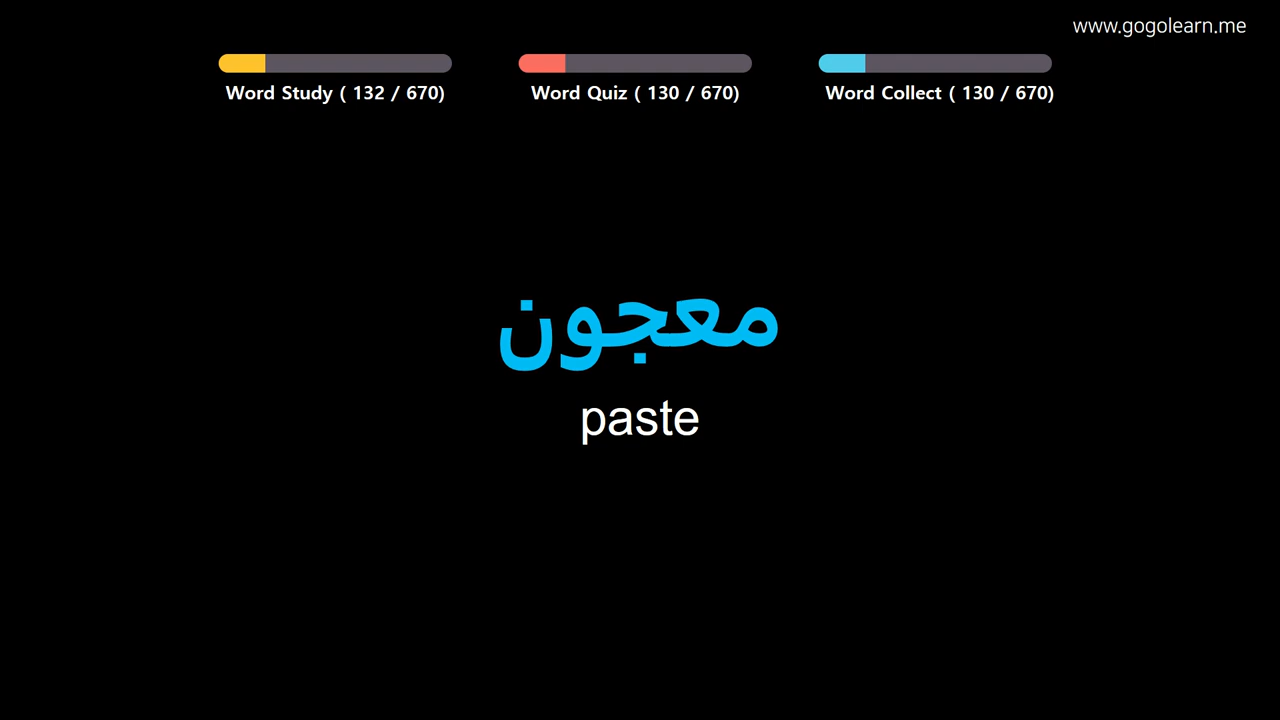 www.gogolearn.me
Word Study ( 132 / 670)
Word Quiz ( 130 / 670)
Word Collect ( 130 / 670)
معجون
paste